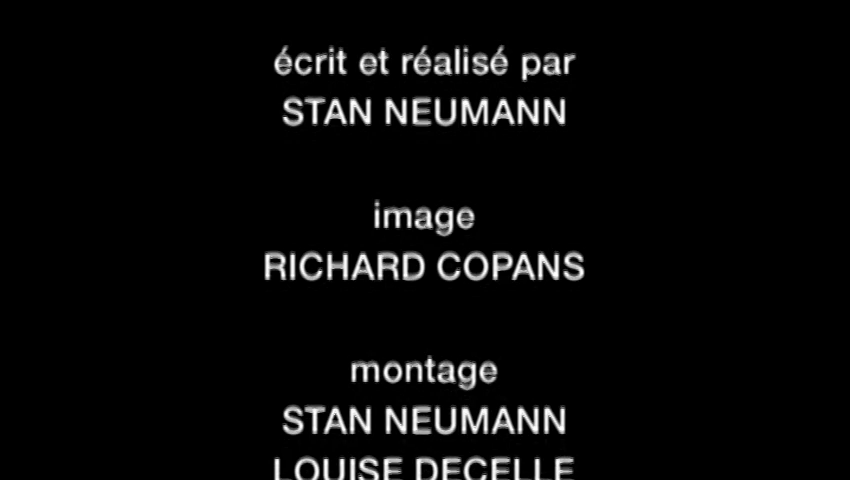 écrit et réalisé par
STAN NEUMANN
image
RICHARD COPANS
montage
STAN NEUMANN
LOUISE DECELLE